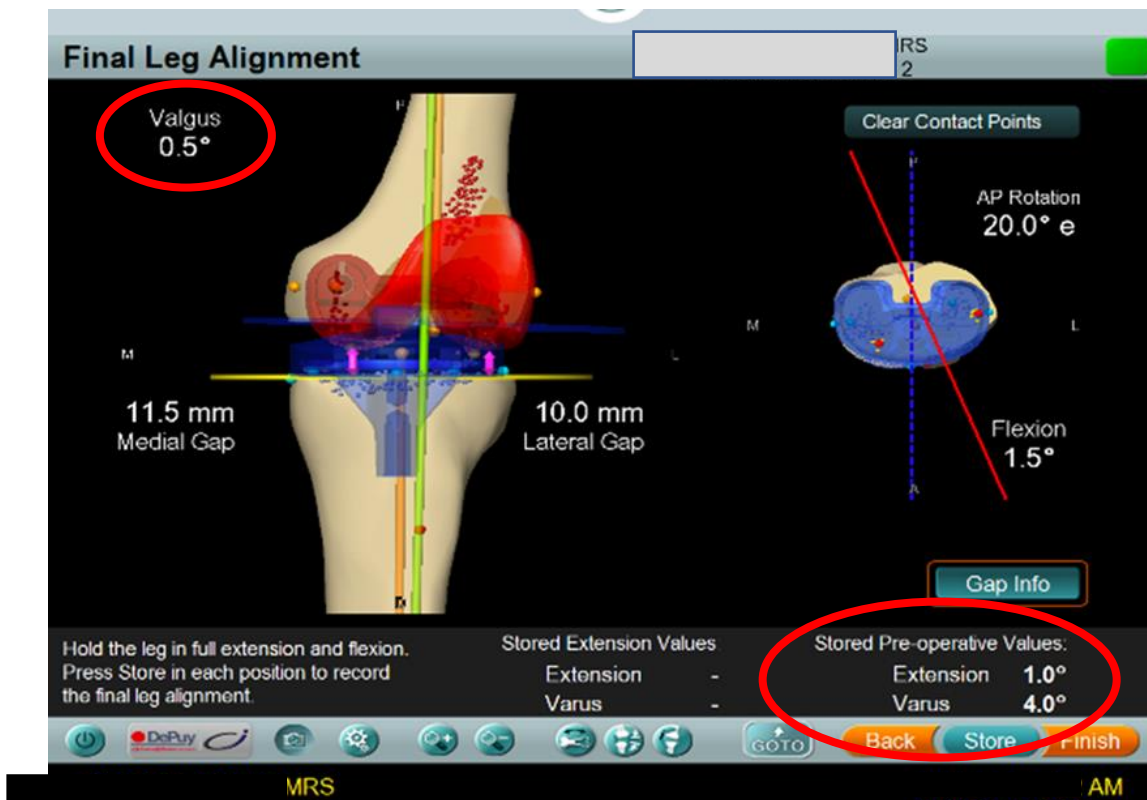 Final Leg Alignment
MRS
2
Valgus
0.5°
Clear Contact Points
AP Rotation
20.0° e
M
L
M
L
11.5 mm
Medial Gap
10.0 mm
Lateral Gap
Flexion
1.5°
A
Gap Info
Hold the leg in full extension and flexion.
Press Store in each position to record
the final leg alignment.
Stored Extension Values
Extension -
Varus -
Stored Pre-operative Values:
Extension 1.0°
Varus 4.0°
DePuy
GOTO
Back
Store
Finish
MRS
AM